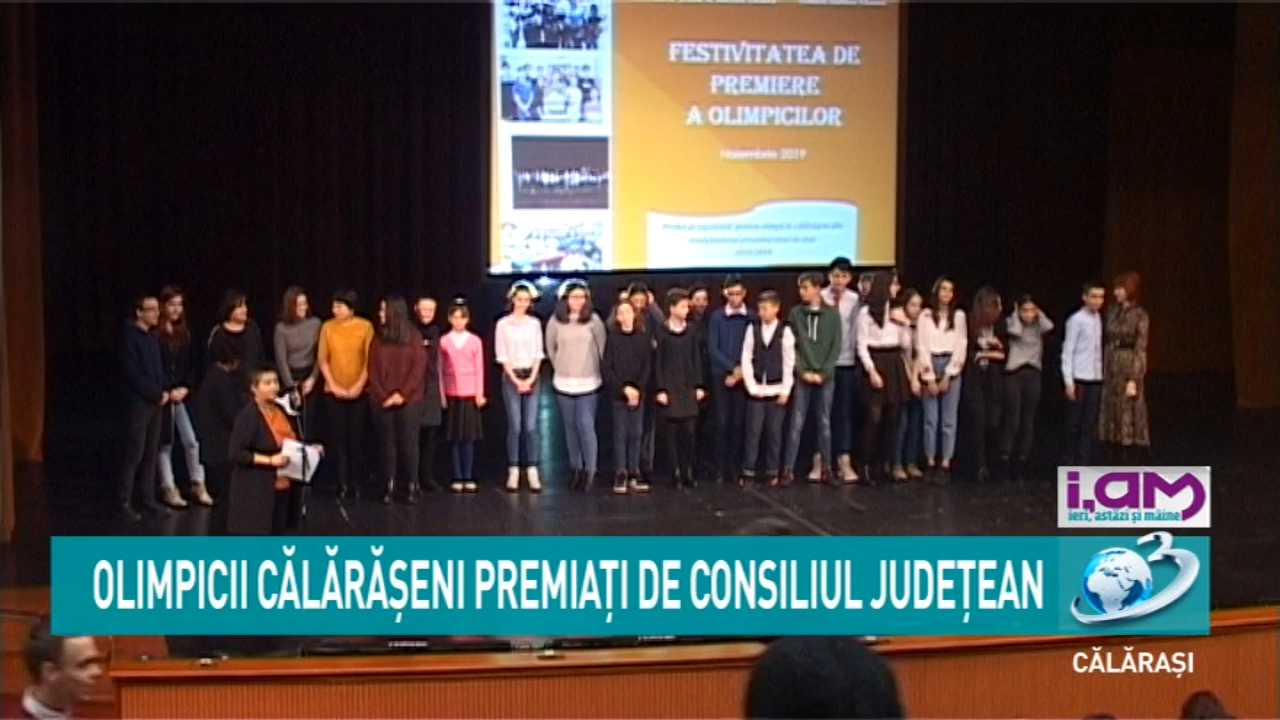 FESTIVITATEA DE
PREMIERE
A OLIMPICILOR
Noiembrie 2019
i,am
ieri, astăzi și mâine
OLIMPICII CĂLĂRĂȘENI PREMIAȚI DE CONSILIUL JUDEȚEAN
3
CĂLĂRAȘI